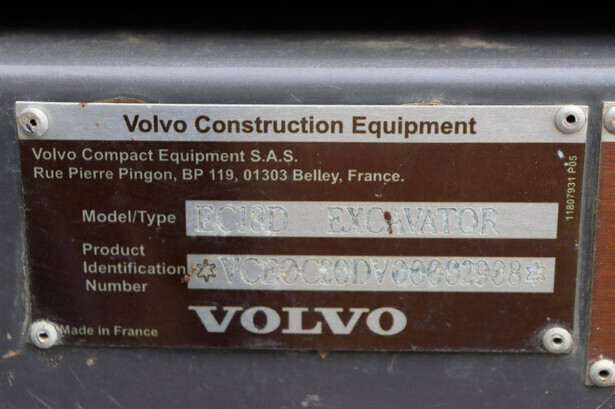 Volvo Construction Equipment
Volvo Compact Equipment S.A.S.
Rue Pierre Pingon, BP 119, 01303 Belley, France.
11807931 P05
Model/Type EC18D EXCAVATOR
Product
Identification
Number
VOLVO
Made in France